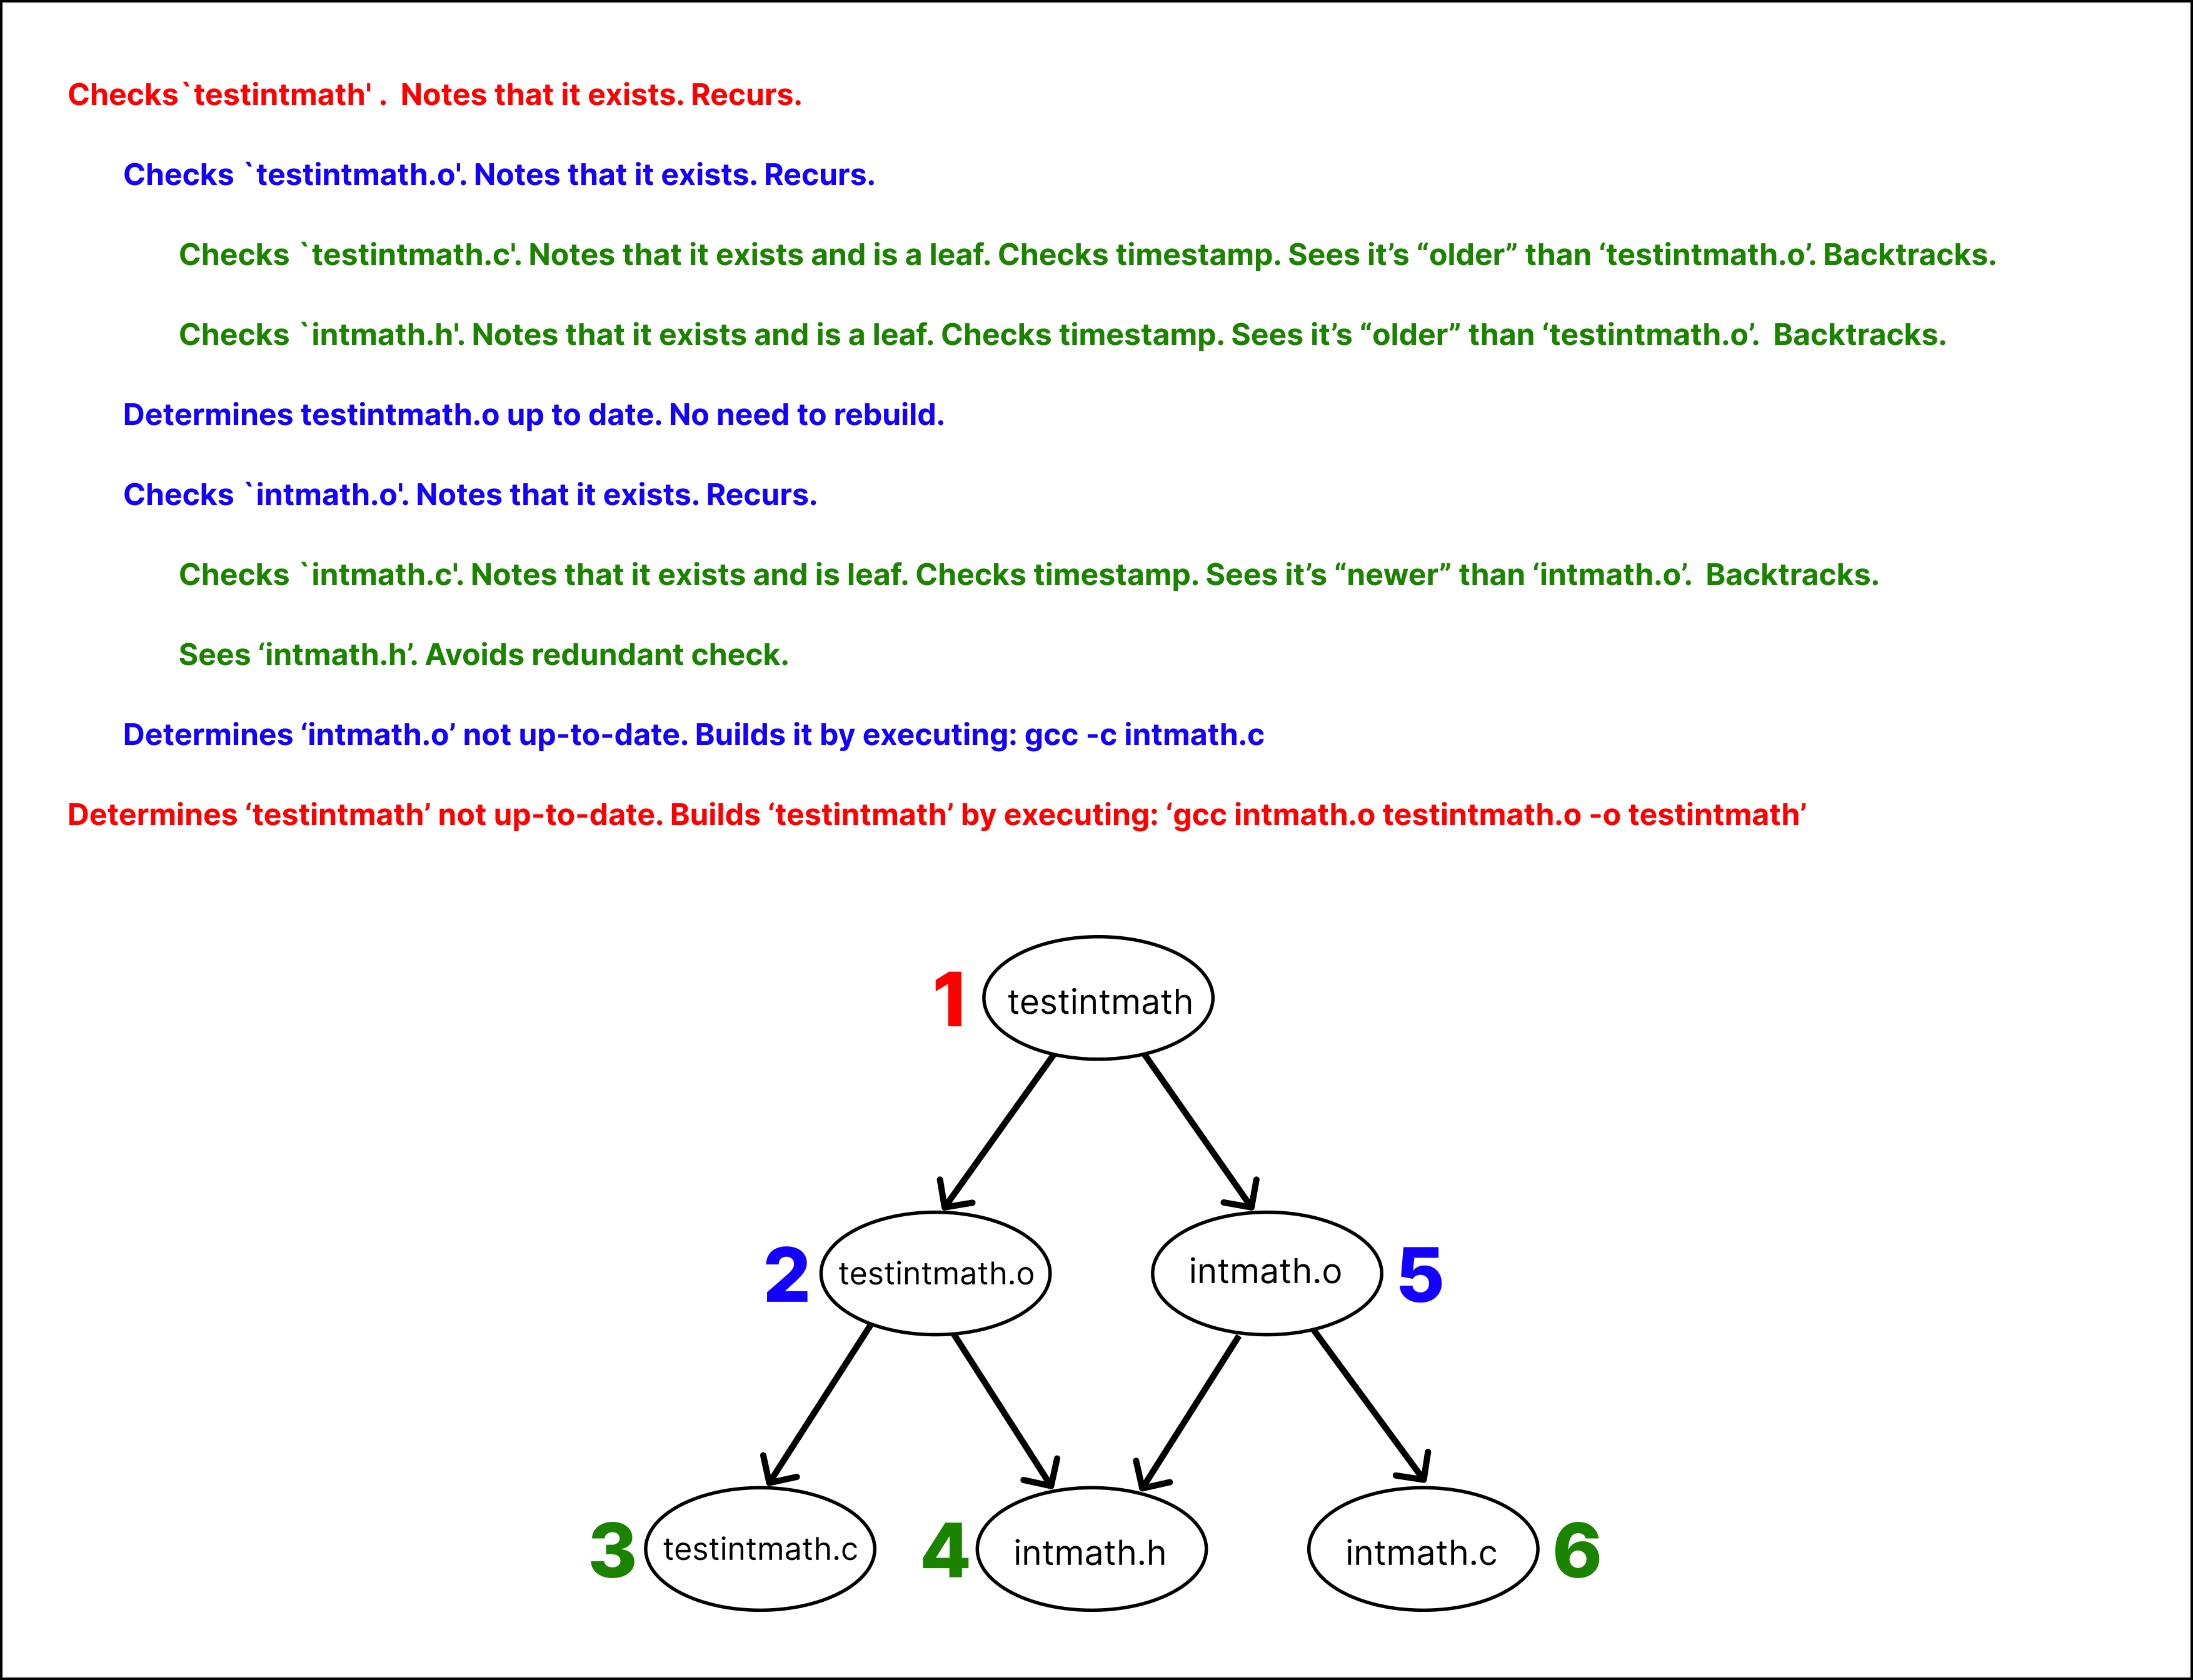 Checks`testintmath' .  Notes that it exists. Recurs.
Checks `testintmath.o'. Notes that it exists. Recurs.
Checks `testintmath.c'. Notes that it exists and is a leaf. Checks timestamp. Sees it’s “older” than ‘testintmath.o’. Backtracks.
Checks `intmath.h'. Notes that it exists and is a leaf. Checks timestamp. Sees it’s “older” than ‘testintmath.o’.  Backtracks.
Determines testintmath.o up to date. No need to rebuild.
Checks `intmath.o'. Notes that it exists. Recurs.
Checks `intmath.c'. Notes that it exists and is leaf. Checks timestamp. Sees it’s “newer” than ‘intmath.o’.  Backtracks.
Sees ‘intmath.h’. Avoids redundant check.
Determines ‘intmath.o’ not up-to-date. Builds it by executing: gcc -c intmath.c
Determines ‘testintmath’ not up-to-date. Builds ‘testintmath’ by executing: ‘gcc intmath.o testintmath.o -o testintmath’
1 testintmath
2 testintmath.o intmath.o 5
3 testintmath.c 4 intmath.h intmath.c 6